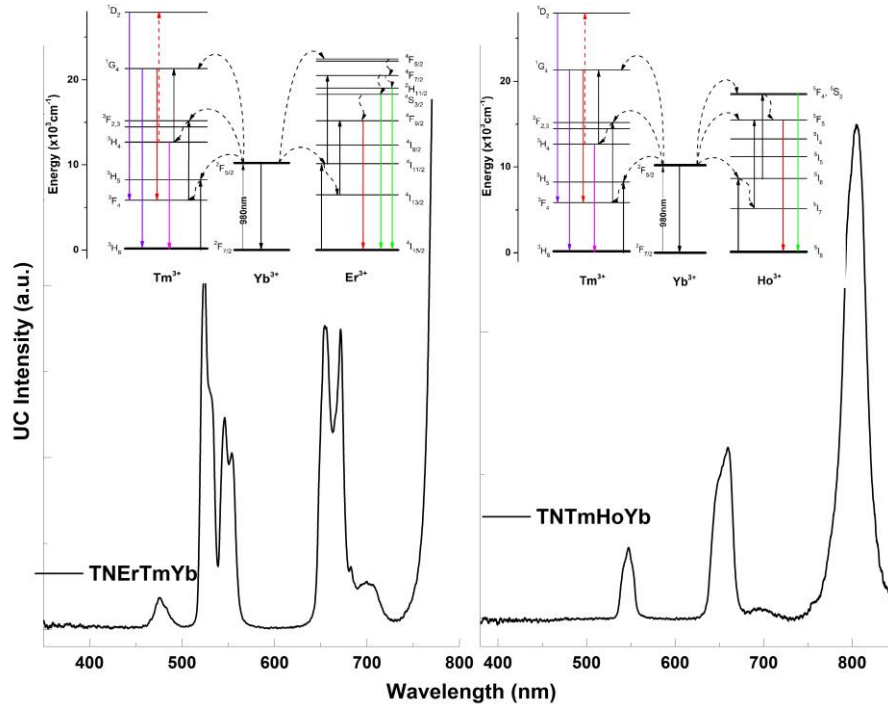 ¹D₂
¹G₄
³F₂,₃
³H₄
³H₅
³F₄
³H₆
Energy (x10³cm⁻¹)
20
10
0
²F₅/₂
²F₇/₂
980nm
⁴F₅/₂
⁴F₇/₂
²H₁₁/₂
⁴S₃/₂
⁴F₉/₂
⁴I₉/₂
⁴I₁₁/₂
⁴I₁₃/₂
⁴I₁₅/₂
Tm³⁺
Yb³⁺
Er³⁺
¹D₂
¹G₄
³F₂,₃
³H₄
³H₅
³F₄
³H₆
Energy (x10³cm⁻¹)
20
10
0
²F₅/₂
²F₇/₂
980nm
⁵F₄, ⁵S₂
⁵F₅
⁵I₄
⁵I₅
⁵I₆
⁵I₇
⁵I₈
Tm³⁺
Yb³⁺
Ho³⁺
UC Intensity (a.u.)
TNErTmYb
TNTmHoYb
400 500 600 700 800
400 500 600 700 800
Wavelength (nm)